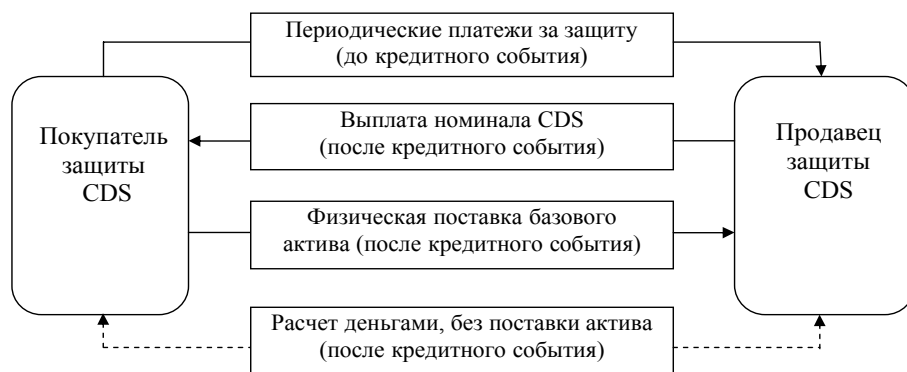 Периодические платежи за защиту
(до кредитного события)
Покупатель
защиты
CDS
Выплата номинала CDS
(после кредитного события)
Продавец
защиты
CDS
Физическая поставка базового
актива (после кредитного события)
Расчет деньгами, без поставки актива
(после кредитного события)